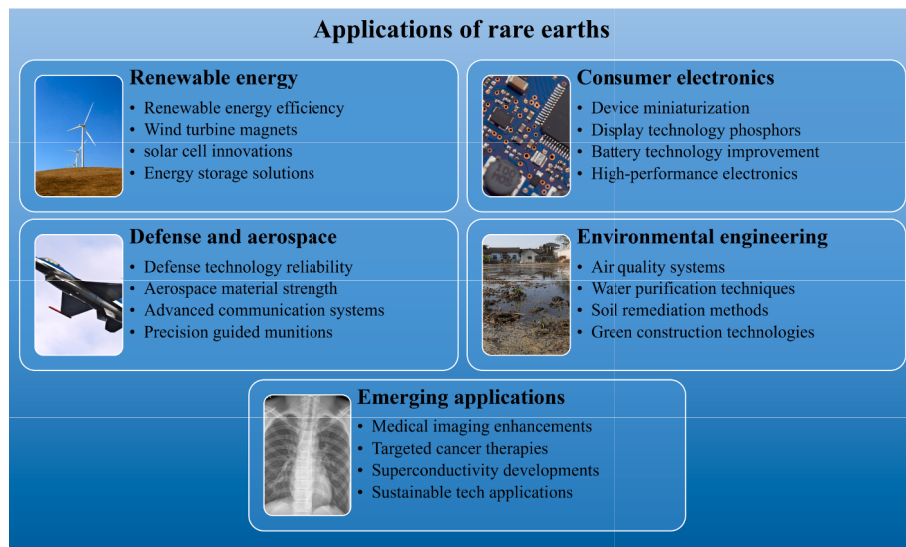 Applications of rare earths
Renewable energy
• Renewable energy efficiency
• Wind turbine magnets
• solar cell innovations
• Energy storage solutions
Consumer electronics
• Device miniaturization
• Display technology phosphors
• Battery technology improvement
• High-performance electronics
Defense and aerospace
• Defense technology reliability
• Aerospace material strength
• Advanced communication systems
• Precision guided munitions
Environmental engineering
• Air quality systems
• Water purification techniques
• Soil remediation methods
• Green construction technologies
Emerging applications
• Medical imaging enhancements
• Targeted cancer therapies
• Superconductivity developments
• Sustainable tech applications